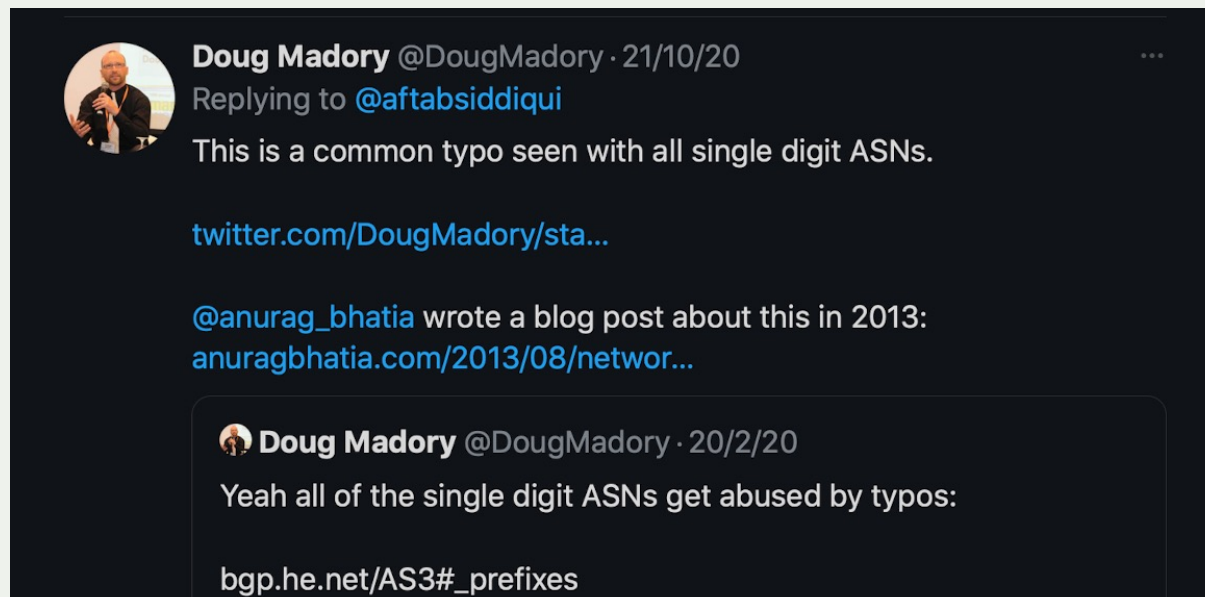 Doug Madory @DougMadory · 21/10/20
Replying to @aftabsiddiqui
This is a common typo seen with all single digit ASNs.
twitter.com/DougMadory/sta...
@anurag_bhatia wrote a blog post about this in 2013:
anuragbhatia.com/2013/08/networ...
Doug Madory @DougMadory · 20/2/20
Yeah all of the single digit ASNs get abused by typos:
bgp.he.net/AS3#_prefixes